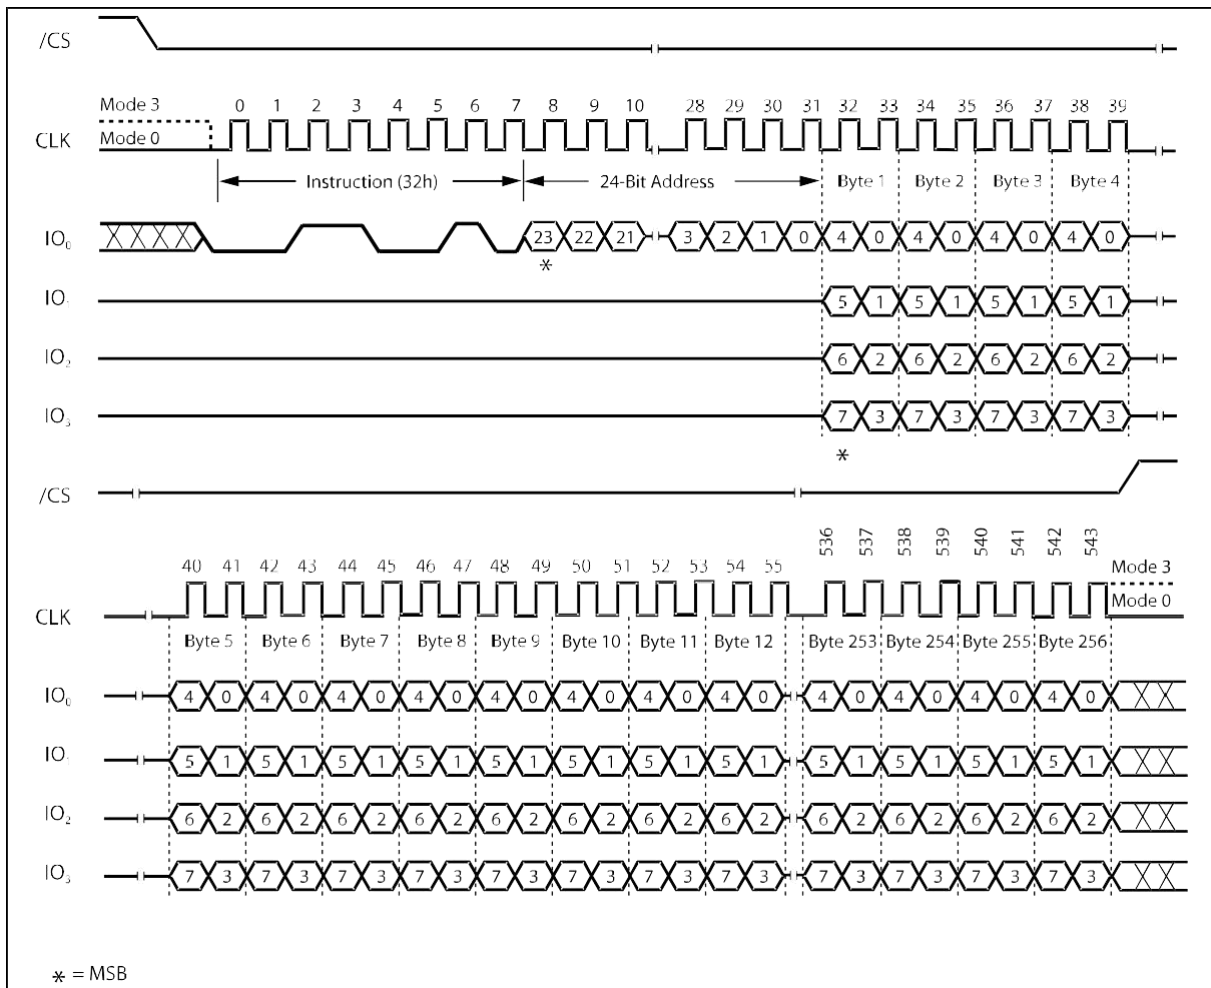 /CS
Mode 3 0 1 2 3 4 5 6 7 8 9 10 28 29 30 31 32 33 34 35 36 37 38 39
CLK Mode 0
Instruction (32h) 24-Bit Address Byte 1 Byte 2 Byte 3 Byte 4
IO0 23 22 21 3 2 1 0 4 0 4 0 4 0 4 0
*
IO 5 1 5 1 5 1 5 1
IO2 6 2 6 2 6 2 6 2
IO3 7 3 7 3 7 3 7 3
*
/CS
536 537 538 539 540 541 542 543
40 41 42 43 44 45 46 47 48 49 50 51 52 53 54 55 Mode 3
CLK Mode 0
Byte 5 Byte 6 Byte 7 Byte 8 Byte 9 Byte 10 Byte 11 Byte 12 Byte 253 Byte 254 Byte 255 Byte 256
IO0 4 0 4 0 4 0 4 0 4 0 4 0 4 0 4 0 4 0 4 0 4 0 4 0
IO 5 1 5 1 5 1 5 1 5 1 5 1 5 1 5 1 5 1 5 1 5 1 5 1
IO2 6 2 6 2 6 2 6 2 6 2 6 2 6 2 6 2 6 2 6 2 6 2 6 2
IO3 7 3 7 3 7 3 7 3 7 3 7 3 7 3 7 3 7 3 7 3 7 3 7 3
* = MSB